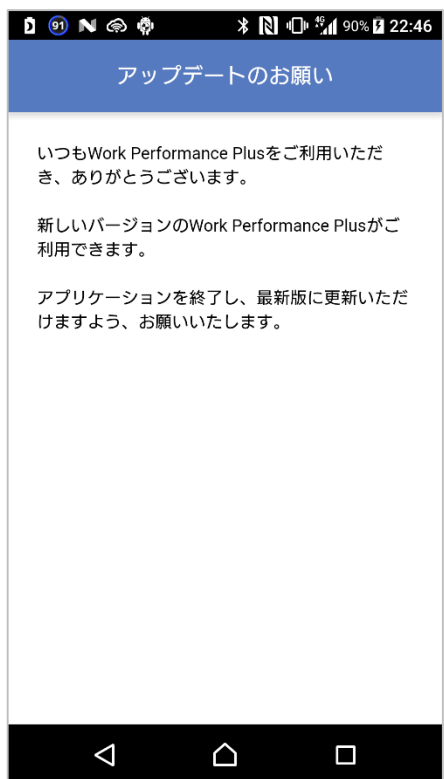 91 4G 90% 22:46
アップデートのお願い
いつもWork Performance Plusをご利用いただ
き、ありがとうございます。
新しいバージョンのWork Performance Plusがご
利用できます。
アプリケーションを終了し、最新版に更新いただ
けますよう、お願いいたします。